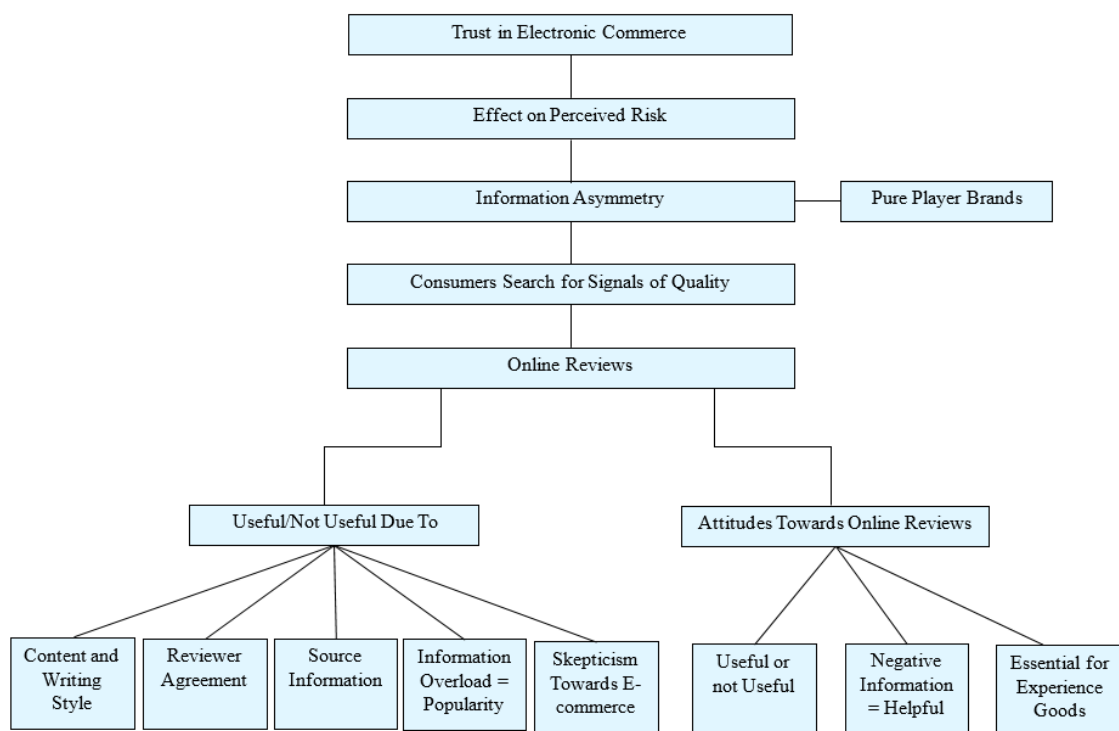 Trust in Electronic Commerce
Effect on Perceived Risk
Information Asymmetry
Pure Player Brands
Consumers Search for Signals of Quality
Online Reviews
Useful/Not Useful Due To
Attitudes Towards Online Reviews
Content and
Writing
Style
Reviewer
Agreement
Source
Information
Information
Overload =
Popularity
Skepticism
Towards E-
commerce
Useful or
not Useful
Negative
Information
= Helpful
Essential for
Experience
Goods